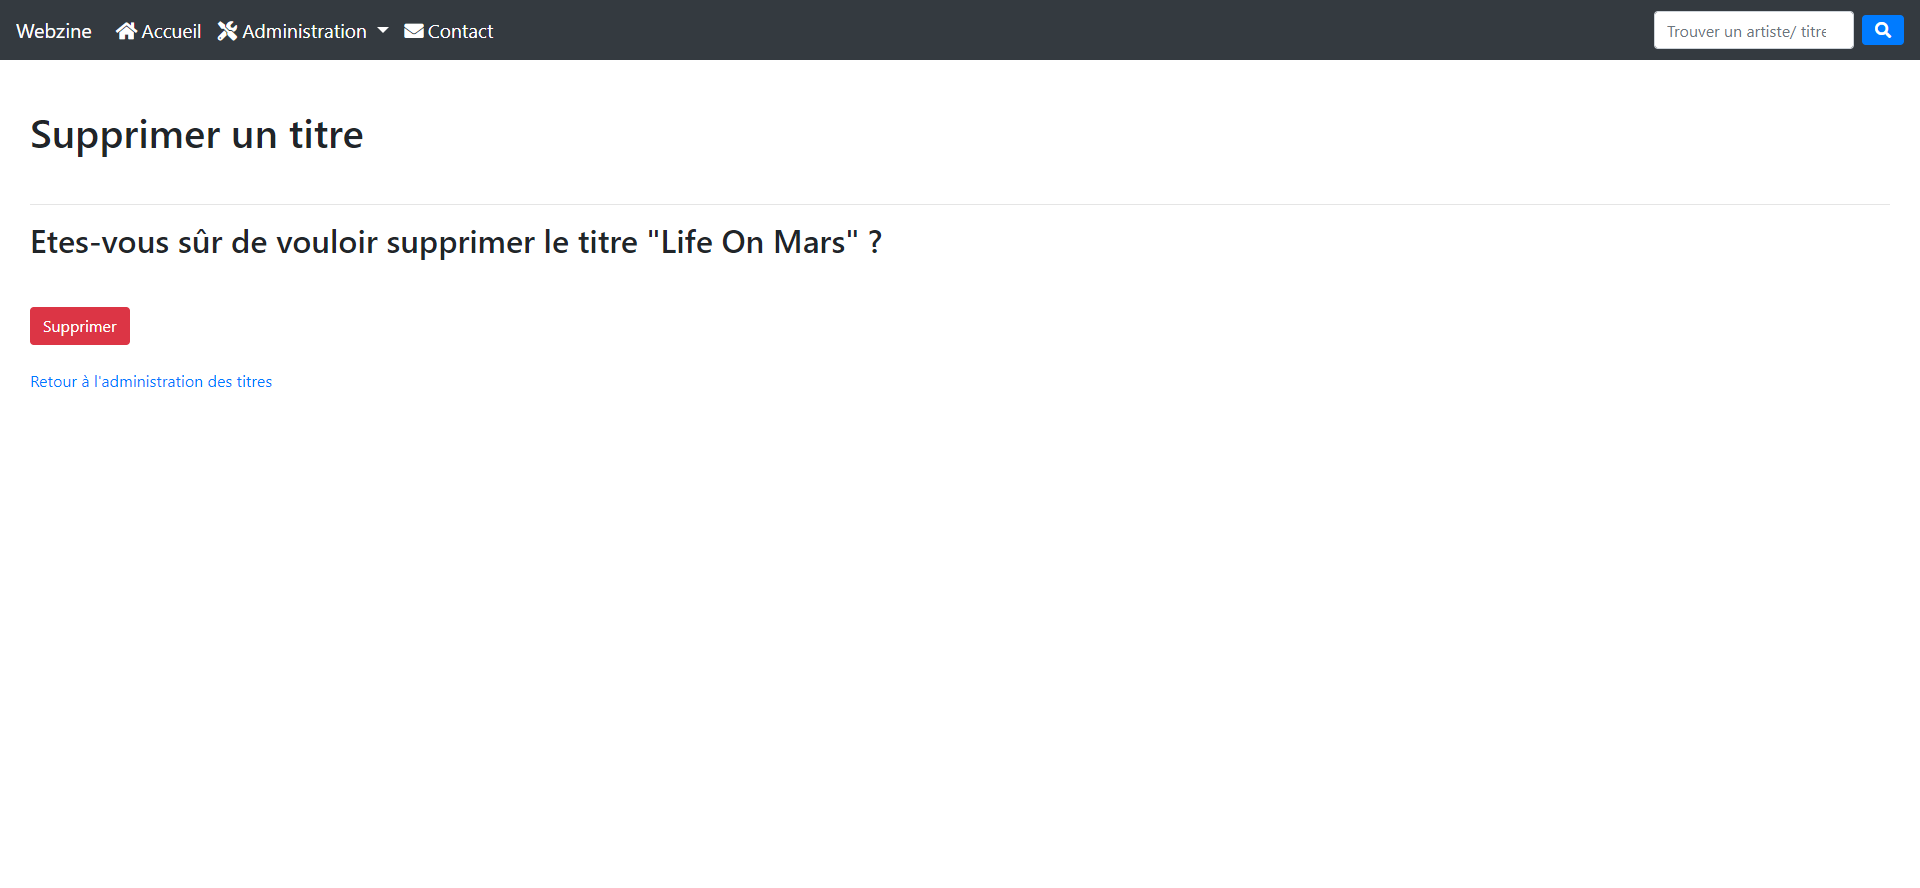 Webzine Accueil Administration Contact Trouver un artiste/ titre
Supprimer un titre
Etes-vous sûr de vouloir supprimer le titre "Life On Mars" ?
Supprimer
Retour à l'administration des titres